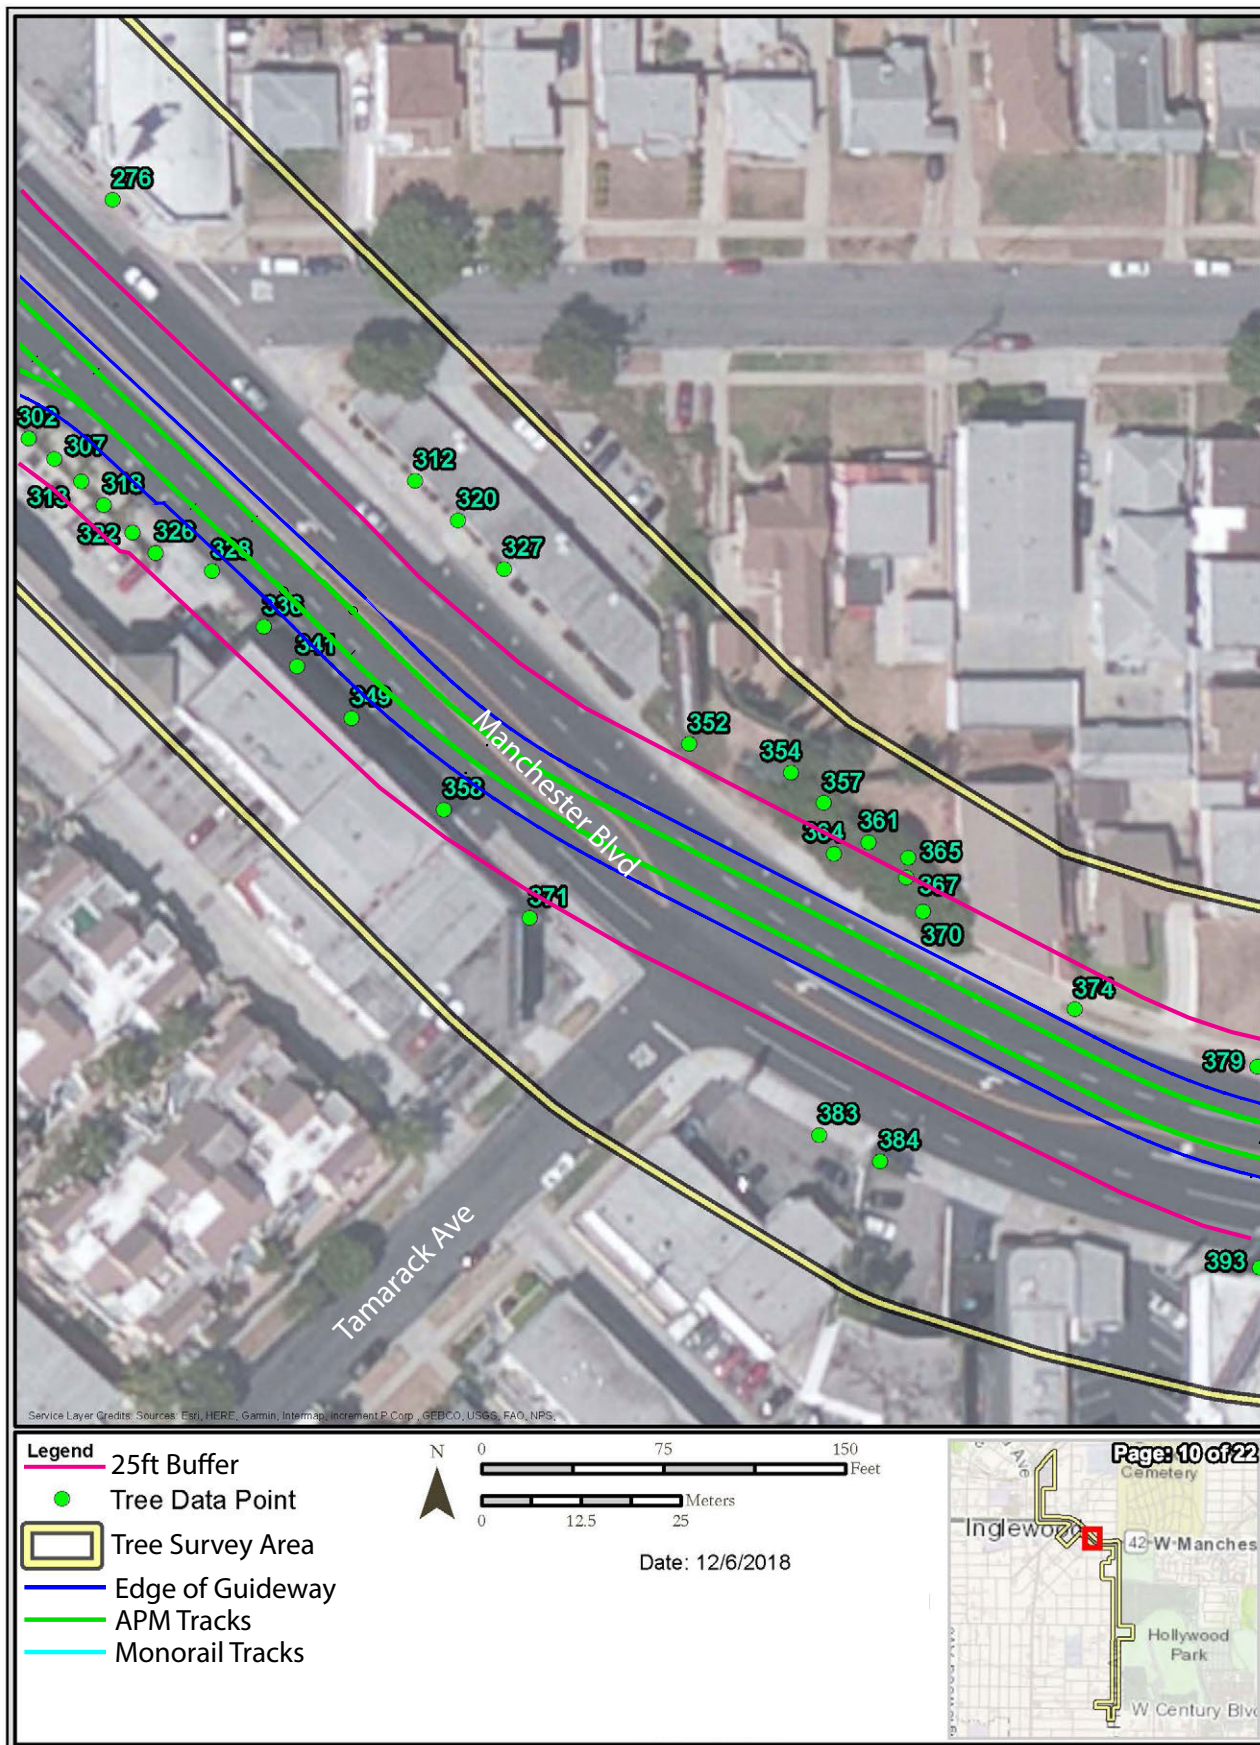 276
302
307
312
313
318
320
322
326
328
327
336
341
349
352
354
357
358
361
364
365
367
370
371
374
379
383
384
393
Manchester Blvd
Tamarack Ave
Service Layer Credits: Sources: Esri, HERE, Garmin, Intermap, increment P Corp., GEBCO, USGS, FAO, NPS,
Legend
25ft Buffer
Tree Data Point
Tree Survey Area
Edge of Guideway
APM Tracks
Monorail Tracks
N
0 75 150
Feet
Meters
0 12.5 25
Date: 12/6/2018
Page: 10 of 22
Ave
Cemetery
Inglewood
42 W Manches
Hollywood
Park
W Century Blv